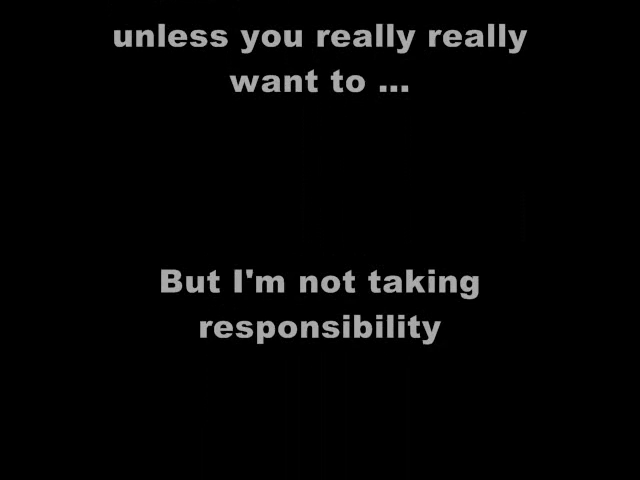 unless you really really
want to ...
But I'm not taking
responsibility